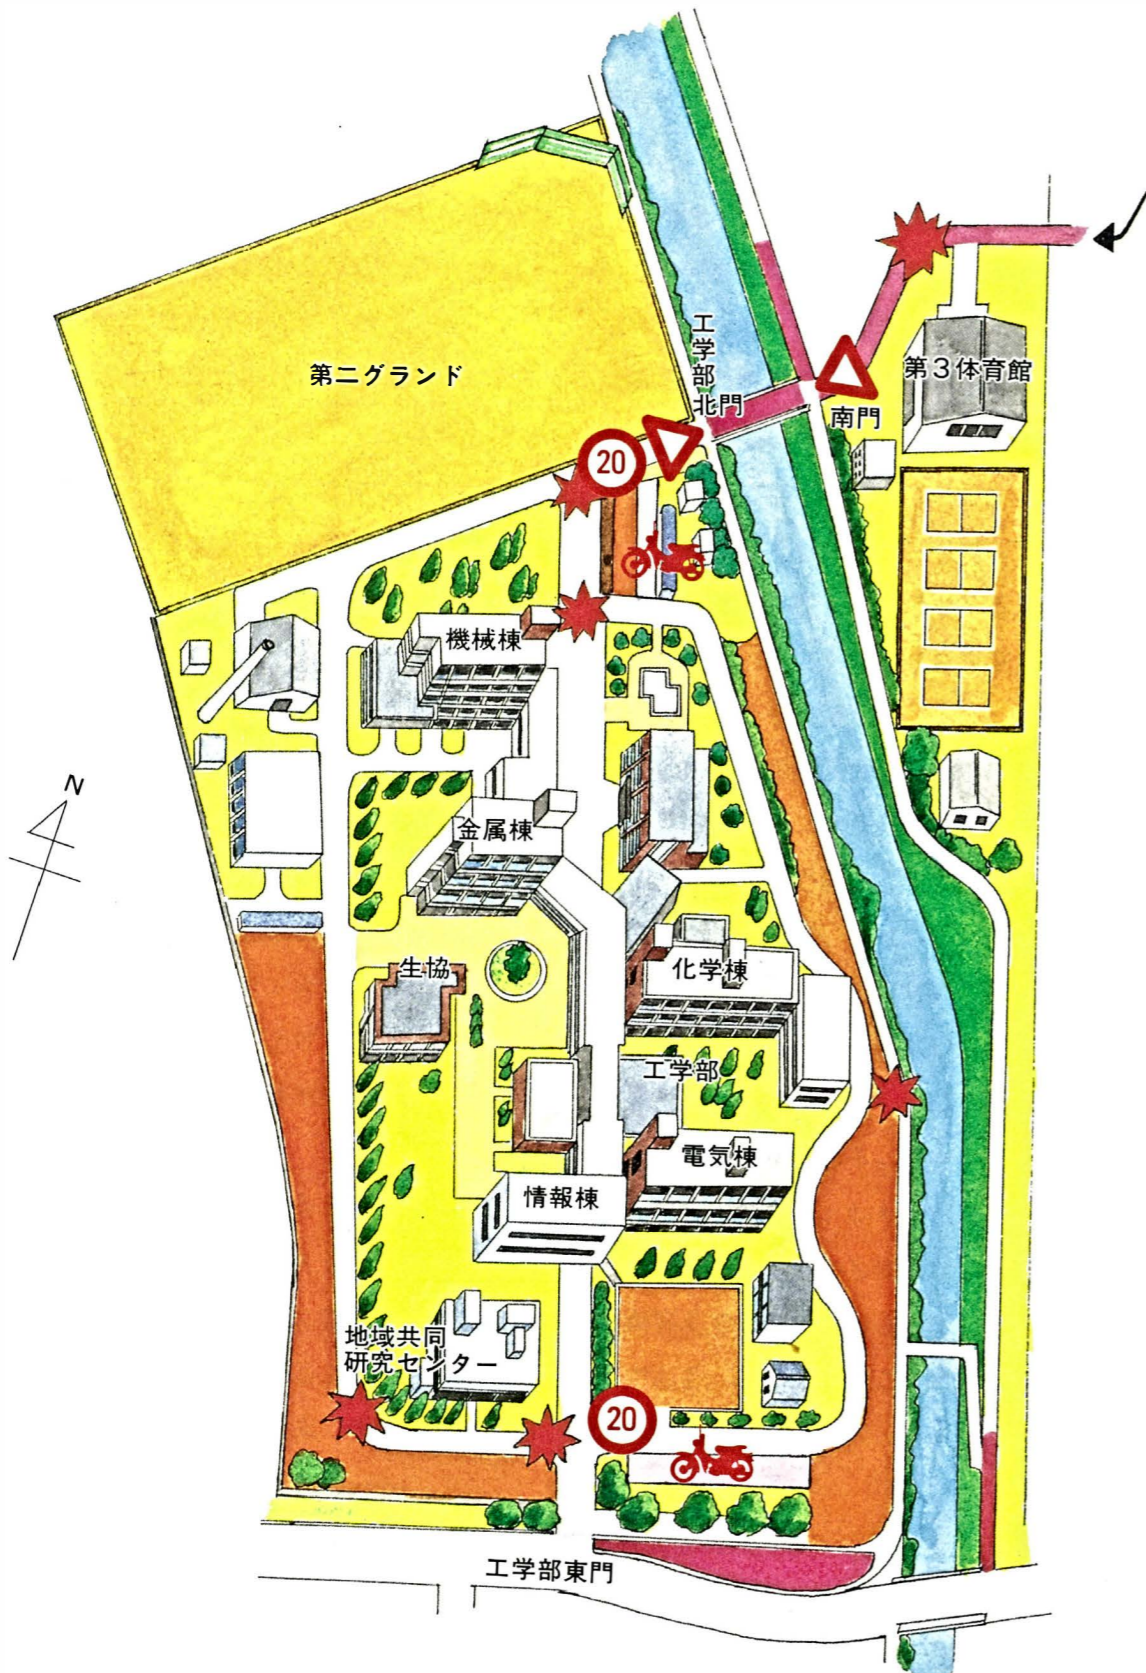 工学部
北門
第二グランド
第3体育館
南門
20
機械棟
N
金属棟
生協
化学棟
工学部
電気棟
情報棟
地域共同
研究センター
20
工学部東門